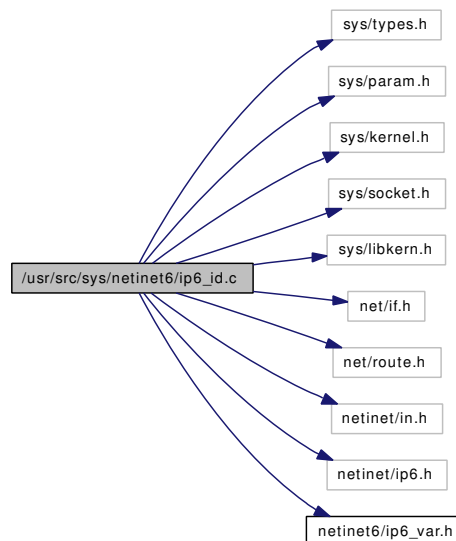 sys/types.h
sys/param.h
sys/kernel.h
sys/socket.h
sys/libkern.h
/usr/src/sys/netinet6/ip6_id.c
net/if.h
net/route.h
netinet/in.h
netinet/ip6.h
netinet6/ip6_var.h